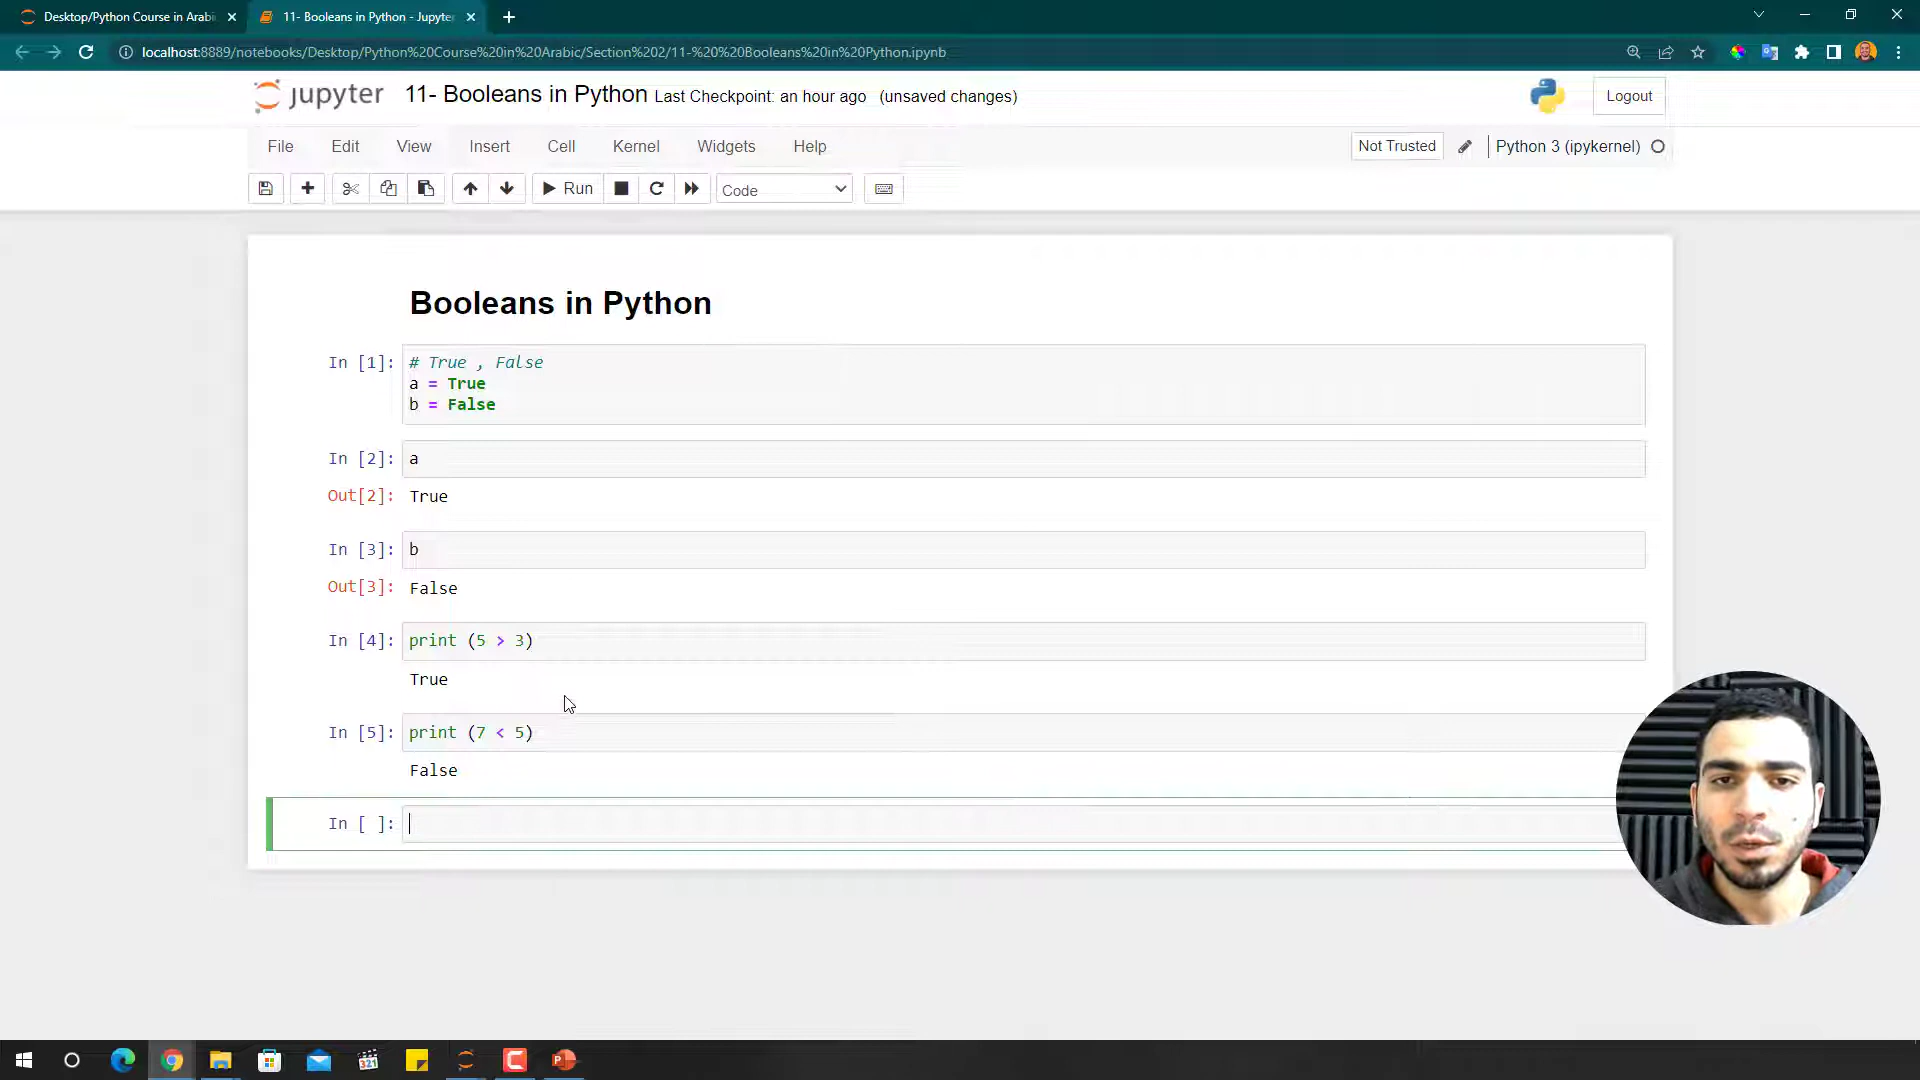 Desktop/Python Course in Arabi
11- Booleans in Python - Jupyter
localhost:8889/notebooks/Desktop/Python%20Course%20in%20Arabic/Section%202/11-%20%20Booleans%20in%20Python.ipynb
jupyter 11- Booleans in Python Last Checkpoint: an hour ago (unsaved changes)
Logout
File Edit View Insert Cell Kernel Widgets Help
Not Trusted Python 3 (ipykernel)
Run Code
Booleans in Python
In [1]: # True , False
a = True
b = False
In [2]: a
Out[2]: True
In [3]: b
Out[3]: False
In [4]: print (5 > 3)
True
In [5]: print (7 < 5)
False
In [ ]:
321